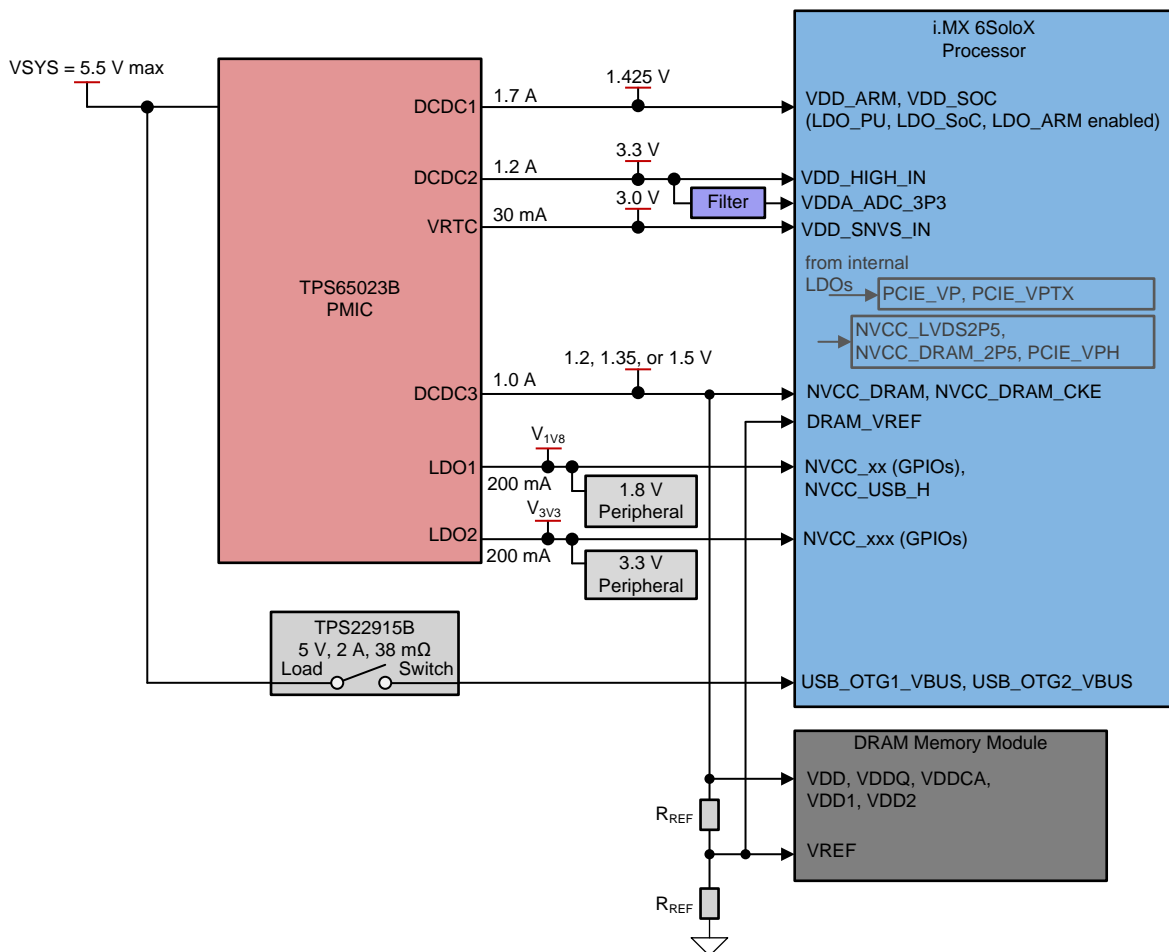 i.MX 6SoloX
Processor
VSYS = 5.5 V max
DCDC1
1.7 A
1.425 V
VDD_ARM, VDD_SOC
(LDO_PU, LDO_SoC, LDO_ARM enabled)
DCDC2
1.2 A
3.3 V
VDD_HIGH_IN
Filter
VDDA_ADC_3P3
VRTC
30 mA
3.0 V
VDD_SNVS_IN
TPS65023B
PMIC
from internal
LDOs
PCIE_VP, PCIE_VPTX
NVCC_LVDS2P5,
NVCC_DRAM_2P5, PCIE_VPH
DCDC3
1.0 A
1.2, 1.35, or 1.5 V
NVCC_DRAM, NVCC_DRAM_CKE
DRAM_VREF
LDO1
200 mA
V1V8
NVCC_xx (GPIOs),
NVCC_USB_H
1.8 V
Peripheral
LDO2
200 mA
V3V3
NVCC_xxx (GPIOs)
3.3 V
Peripheral
TPS22915B
5 V, 2 A, 38 mΩ
Load Switch
USB_OTG1_VBUS, USB_OTG2_VBUS
DRAM Memory Module
VDD, VDDQ, VDDCA,
VDD1, VDD2
RREF
VREF
RREF